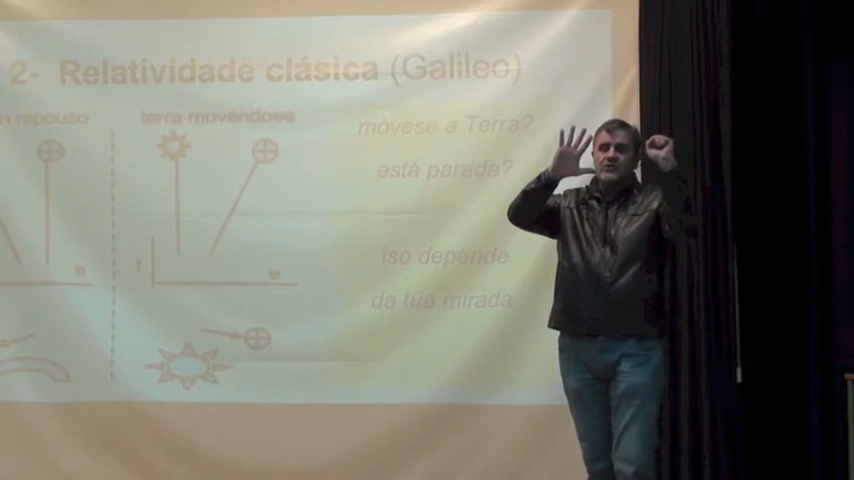 2- Relatividade clásica (Galileo)
repouso
terra movéndose
móvese a Terra?
está parada?
iso depende
da túa mirada
e
t
e